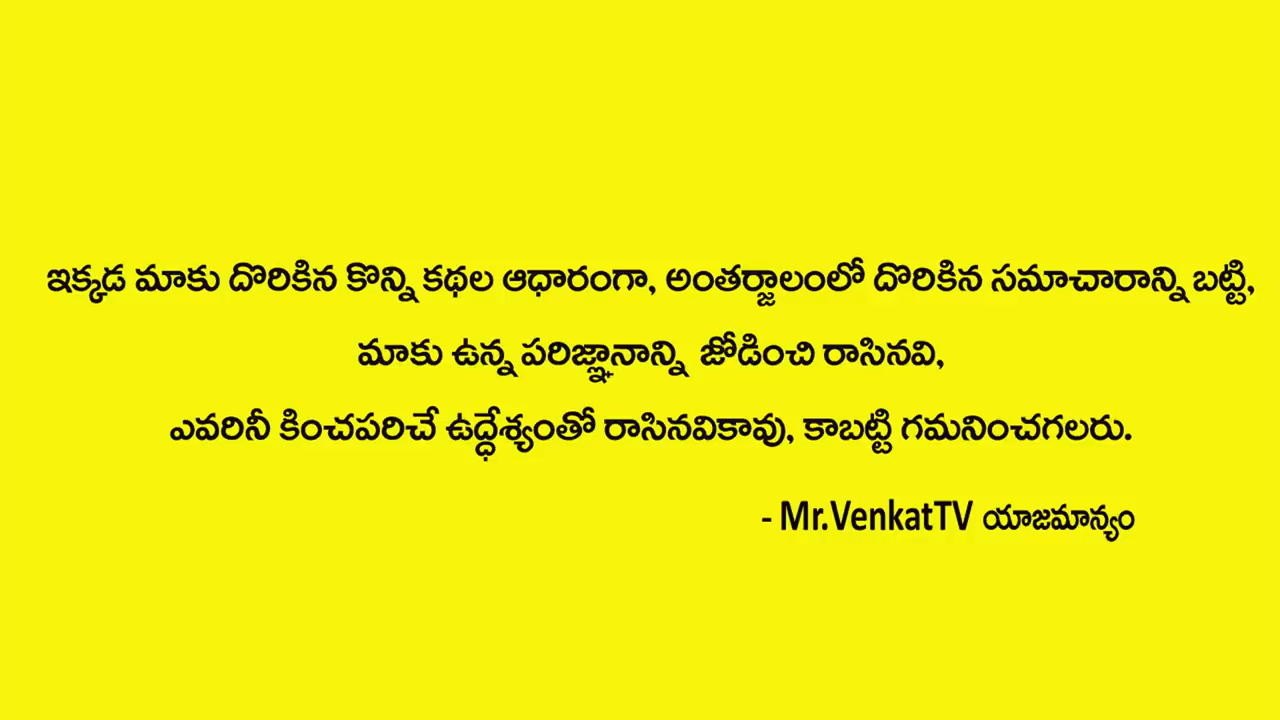 ఇక్కడ మాకు దొరికిన కొన్ని కథల ఆధారంగా, అంతర్జాలంలో దొరికిన సమాచారాన్ని బట్టి,
మాకు ఉన్న పరిజ్ఞానాన్ని జోడించి రాసినవి,
ఎవరినీ కించపరిచే ఉద్ధేశ్యంతో రాసినవికావు, కాబట్టి గమనించగలరు.
- Mr.VenkatTV యాజమాన్యం